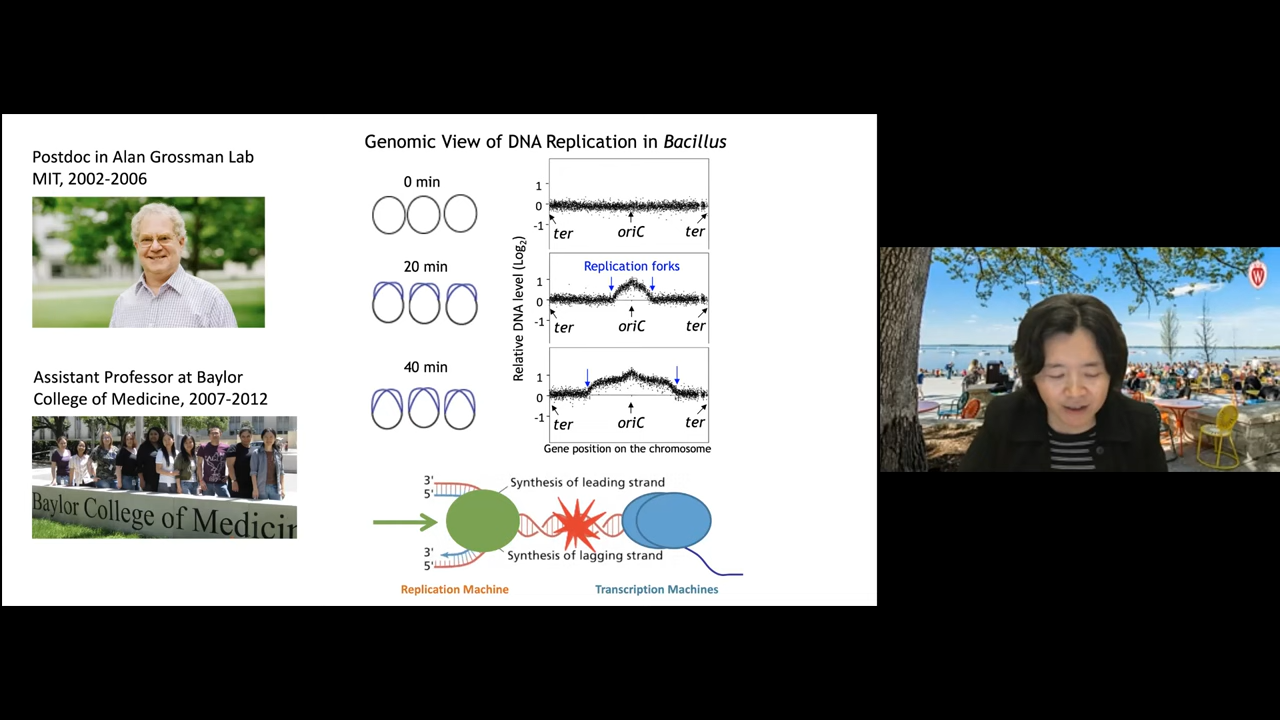 Genomic View of DNA Replication in Bacillus
Postdoc in Alan Grossman Lab
MIT, 2002-2006
Assistant Professor at Baylor
College of Medicine, 2007-2012
Baylor College of Medicin
0 min
20 min
40 min
Relative DNA level (Log2)
1
0
-1
ter
oriC
ter
Replication forks
1
0
-1
ter
oriC
ter
1
0
-1
ter
oriC
ter
Gene position on the chromosome
3'
5'
Synthesis of leading strand
3'
5'
Synthesis of lagging strand
Replication Machine
Transcription Machines
W